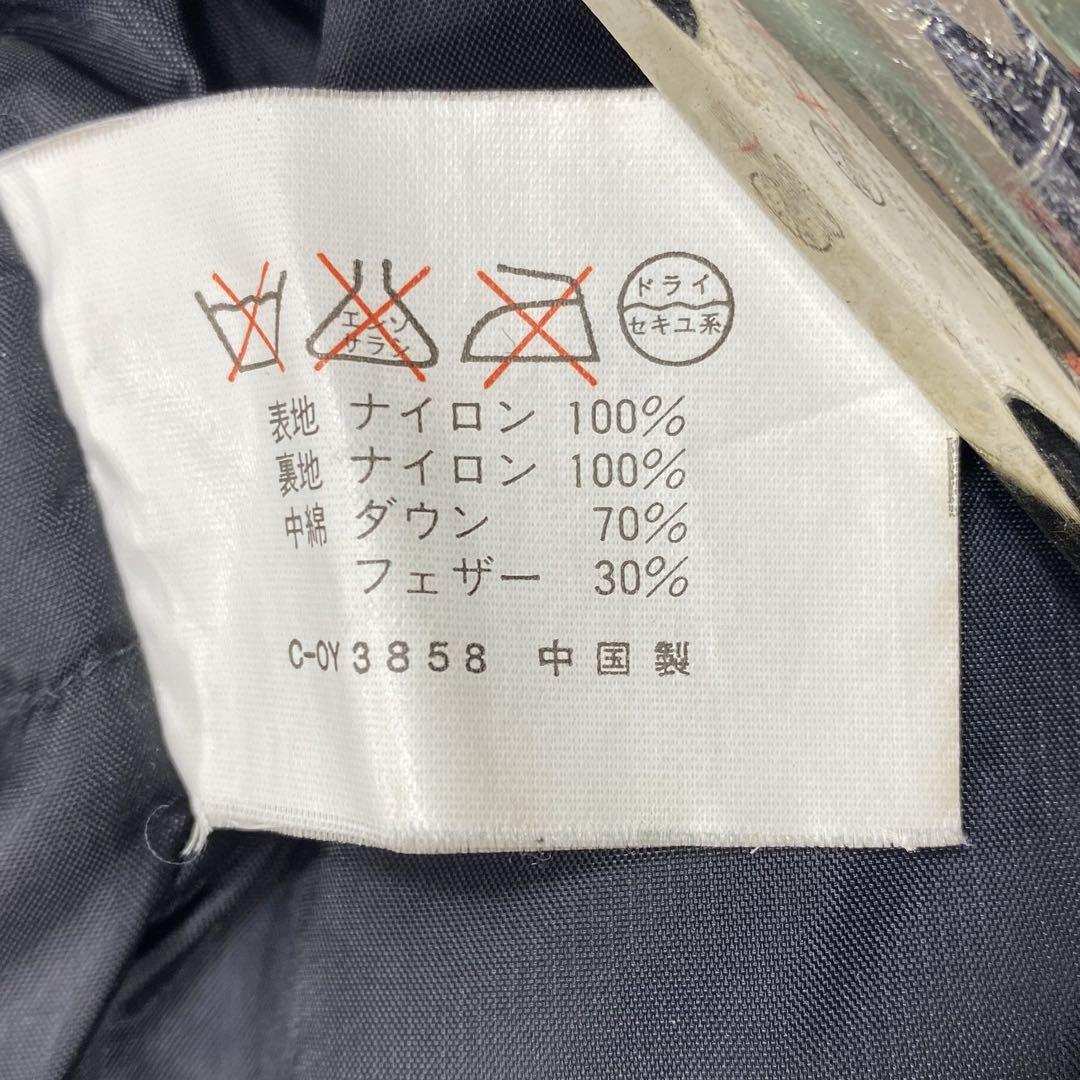 エンソ
サラシ
ドライ
セキユ系
表地 ナイロン 100%
裏地 ナイロン 100%
中綿 ダウン 70%
フェザー 30%
C-0Y 3858 中国製